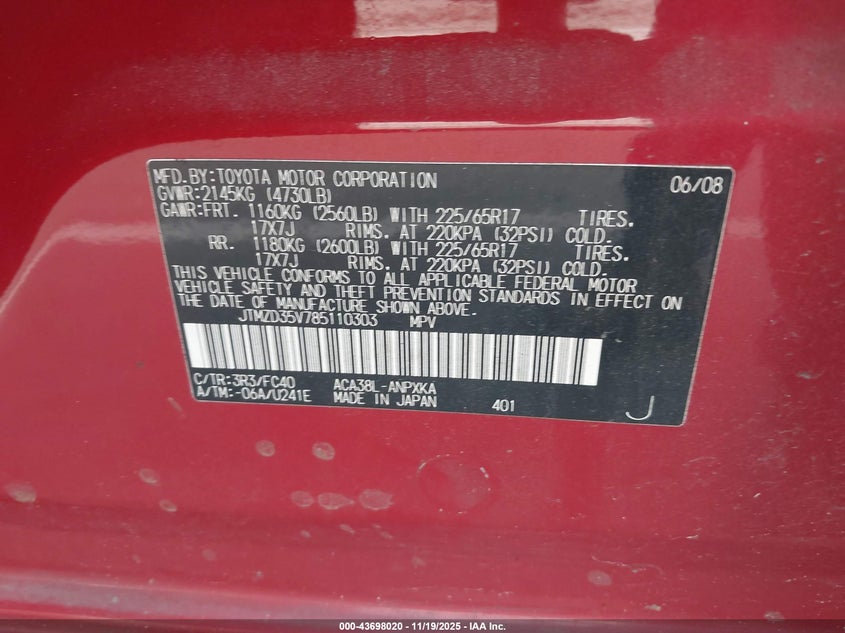 MFD.BY:TOYOTA MOTOR CORPORATION 06/08
GVWR:2145KG (4730LB)
GAWR:FRT. 1160KG (2560LB) WITH 225/65R17 TIRES.
17X7J RIMS. AT 220KPA (32PSI) COLD.
RR. 1180KG (2600LB) WITH 225/65R17 TIRES.
17X7J RIMS. AT 220KPA (32PSI) COLD.
THIS VEHICLE CONFORMS TO ALL APPLICABLE FEDERAL MOTOR
VEHICLE SAFETY AND THEFT PREVENTION STANDARDS IN EFFECT ON
THE DATE OF MANUFACTURE SHOWN ABOVE.
JTMZD35V785110303 MPV
C/TR:3R3/FC40 ACA38L-ANPXKA
A/TM:-06A/U241E MADE IN JAPAN 401 J
000-43698020 - 11/19/2025 - IAA Inc.